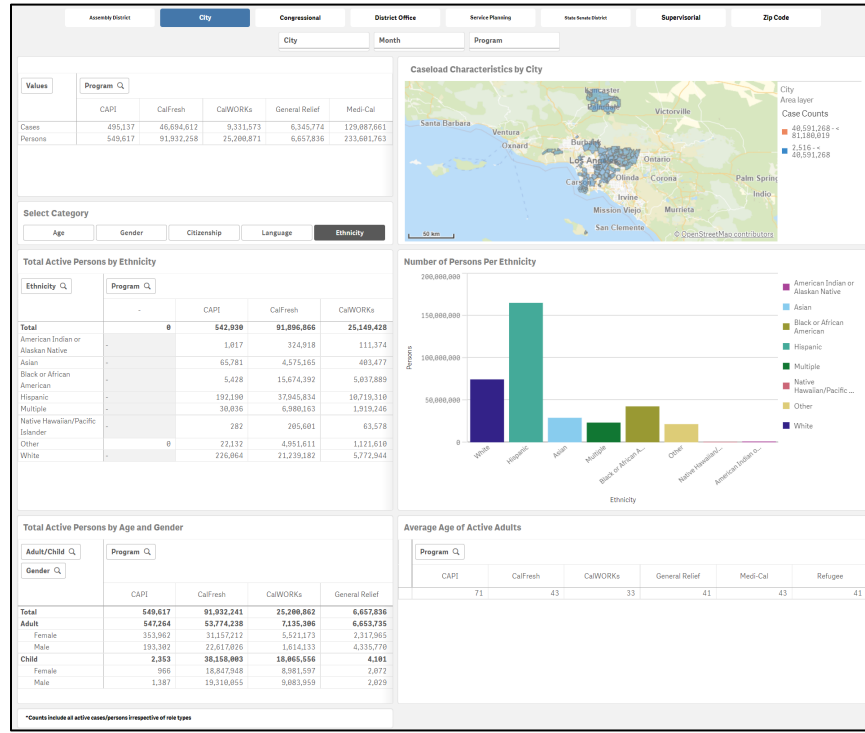 Assembly District City Congressional District Office Service Planning State Senate District Supervisorial Zip Code
City Month Program
Values Program
CAPI CalFresh CalWORKs General Relief Medi-Cal
Cases 495,137 46,694,612 9,331,573 6,345,774 129,087,661
Persons 549,617 91,932,258 25,200,871 6,657,836 233,601,763
Caseload Characteristics by City
Lancaster
Palmdale
Victorville
Santa Barbara
Ventura
Oxnard
Burbank
Los Angeles
Ontario
Carson
Olinda
Corona
Palm Spring
Irvine
Indio
Mission Viejo
Murrieta
San Clemente
50 km
© OpenStreetMap contributors
City
Area layer
Case Counts
40,591,268 - <
81,180,019
2,516 - <
40,591,268
Select Category
Age Gender Citizenship Language Ethnicity
Total Active Persons by Ethnicity
Ethnicity Program
- CAPI CalFresh CalWORKs
Total 0 542,930 91,896,866 25,149,428
American Indian or
Alaskan Native - 1,017 324,918 111,374
Asian - 65,781 4,575,165 403,477
Black or African
American - 5,428 15,674,392 5,037,889
Hispanic - 192,190 37,945,834 10,719,310
Multiple - 30,036 6,980,163 1,919,246
Native Hawaiian/Pacific
Islander - 282 205,601 63,578
Other 0 22,132 4,951,611 1,121,610
White - 226,064 21,239,182 5,772,944
Number of Persons Per Ethnicity
Persons
200,000,000
150,000,000
100,000,000
50,000,000
0
White
Hispanic
Asian
Multiple
Black or African A...
Other
Native Hawaiian/...
American Indian o...
Ethnicity
American Indian or
Alaskan Native
Asian
Black or African
American
Hispanic
Multiple
Native
Hawaiian/Pacific ...
Other
White
Total Active Persons by Age and Gender
Adult/Child Program
Gender
CAPI CalFresh CalWORKs General Relief
Total 549,617 91,932,241 25,200,862 6,657,836
Adult 547,264 53,774,238 7,135,306 6,653,735
Female 353,962 31,157,212 5,521,173 2,317,965
Male 193,302 22,617,026 1,614,133 4,335,770
Child 2,353 38,158,003 18,065,556 4,101
Female 966 18,847,948 8,981,597 2,072
Male 1,387 19,310,055 9,083,959 2,029
Average Age of Active Adults
Program
CAPI CalFresh CalWORKs General Relief Medi-Cal Refugee
71 43 33 41 43 41
*Counts include all active cases/persons irrespective of role types